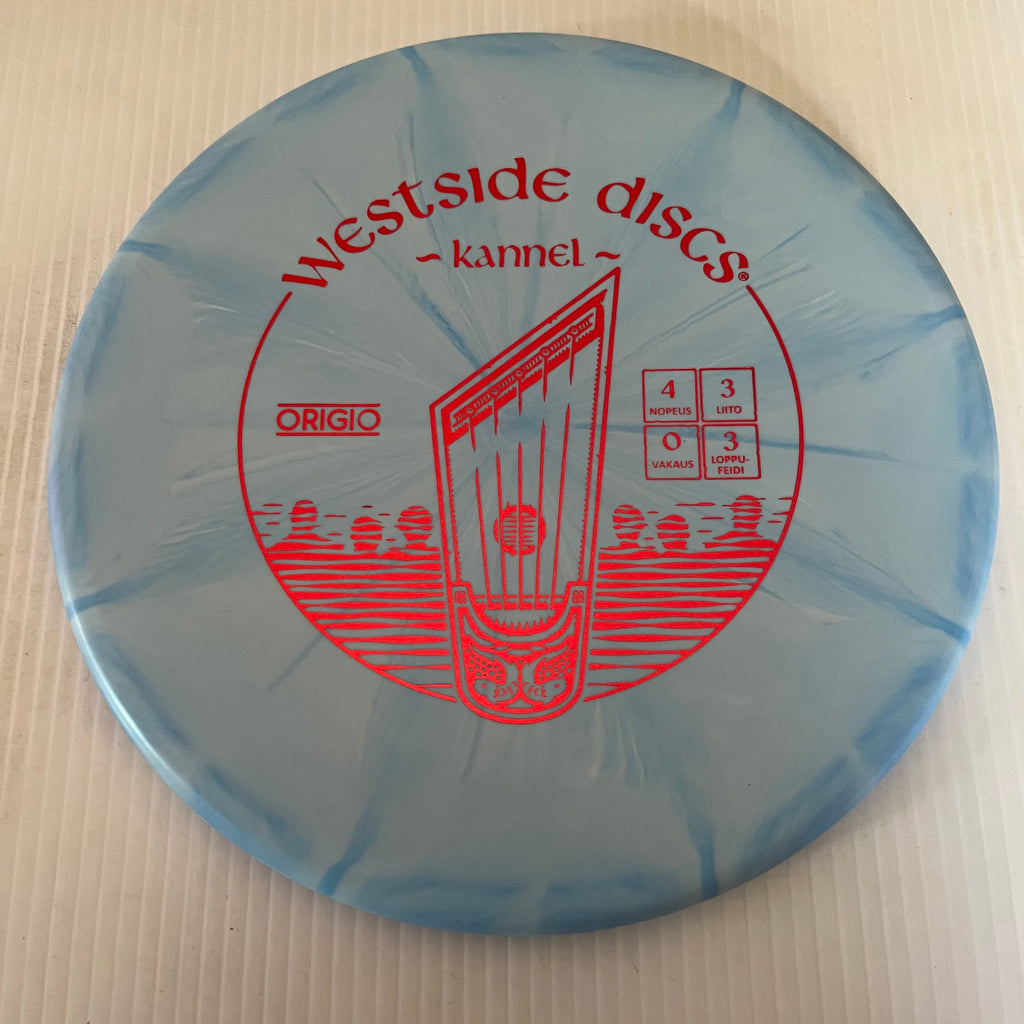 Westside Discs®
~ Kannel ~
ORIGIO
4
NOPEUS
3
LIITO
0
VAKAUS
3
LOPPU-
FEIDI